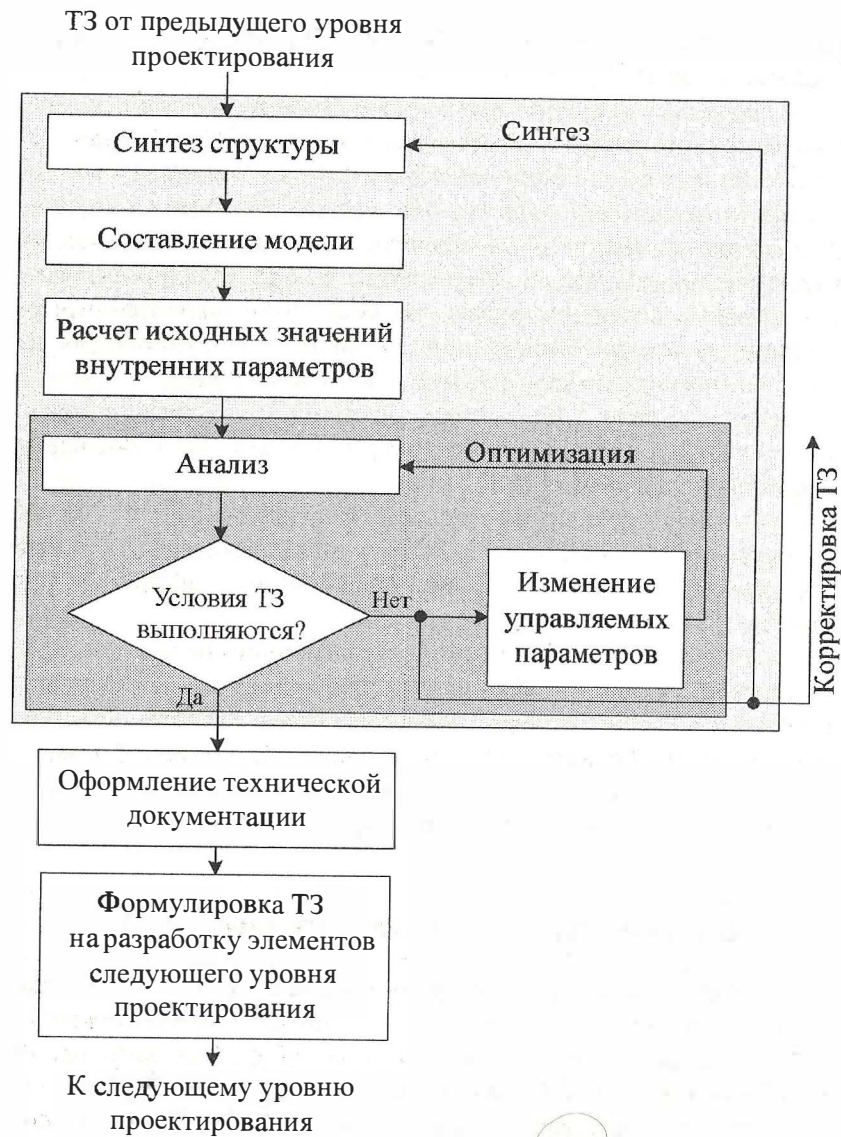 ТЗ от предыдущего уровня
проектирования
Синтез структуры
Синтез
Составление модели
Расчет исходных значений
внутренних параметров
Анализ
Оптимизация
Условия ТЗ
выполняются?
Нет
Изменение
управляемых
параметров
Корректировка ТЗ
Да
Оформление технической
документации
Формулировка ТЗ
на разработку элементов
следующего уровня
проектирования
К следующему уровню
проектирования